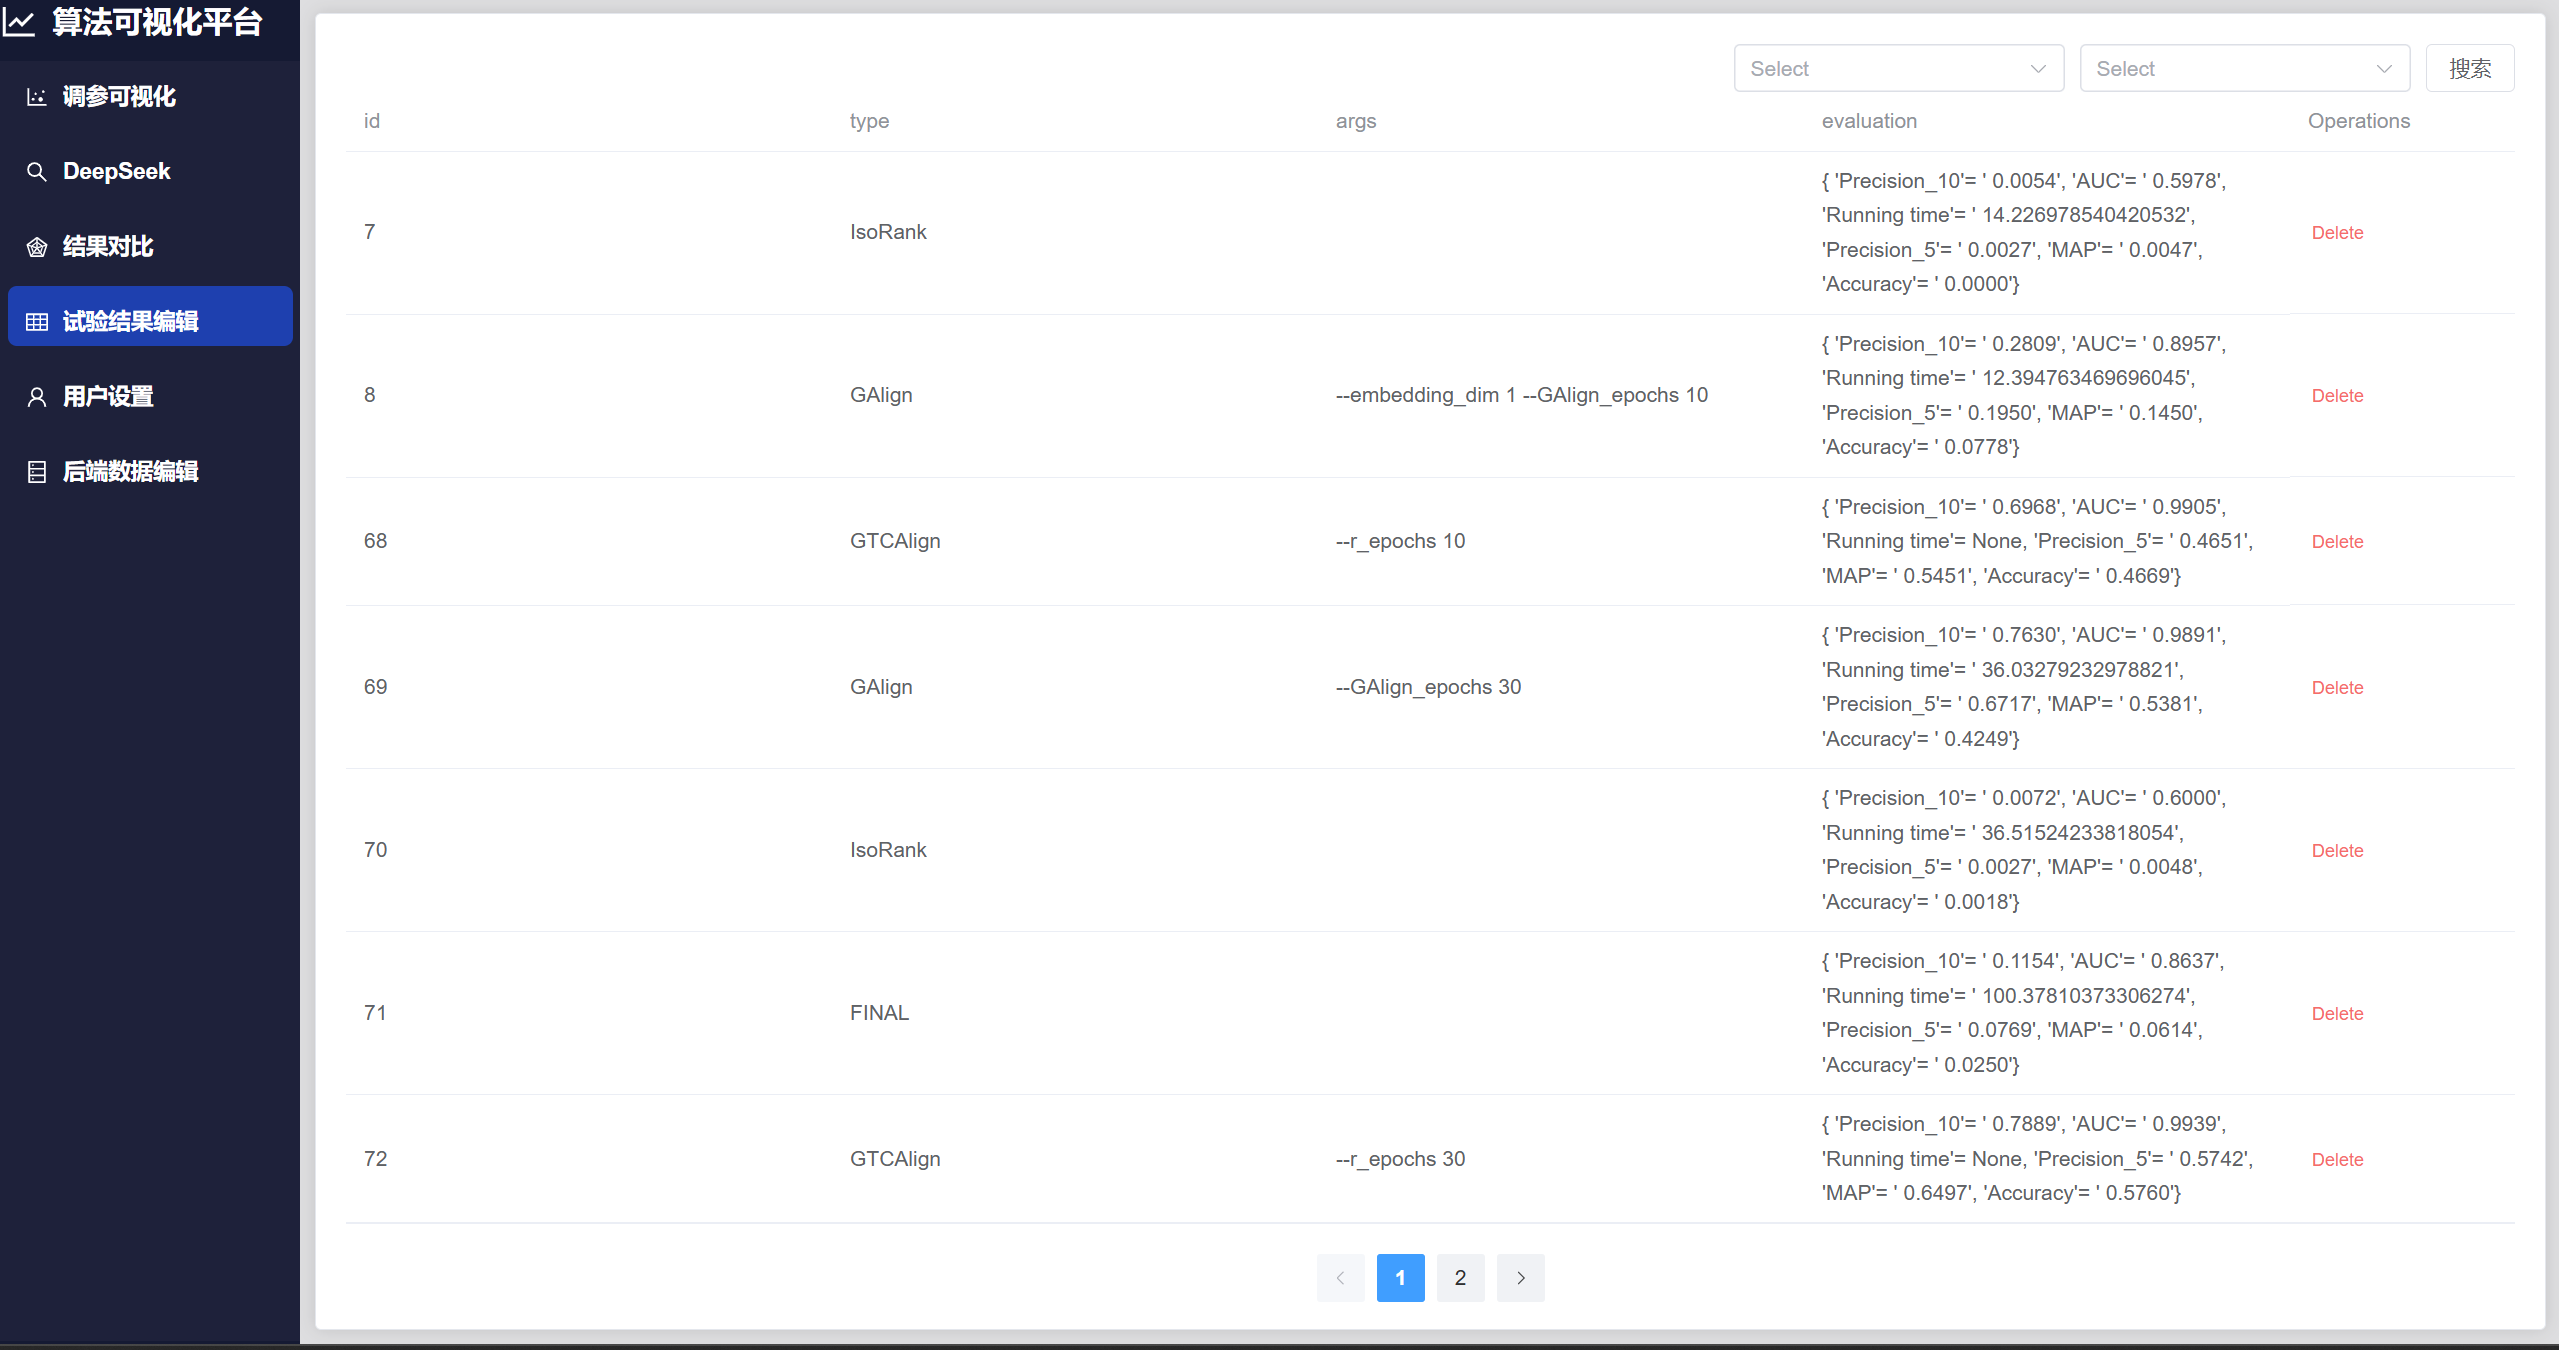 算法可视化平台
调参可视化
DeepSeek
结果对比
试验结果编辑
用户设置
后端数据编辑
Select Select 搜索
id type args evaluation Operations
{ 'Precision_10'= ' 0.0054', 'AUC'= ' 0.5978',
'Running time'= ' 14.226978540420532',
7 IsoRank Delete
'Precision_5'= ' 0.0027', 'MAP'= ' 0.0047',
'Accuracy'= ' 0.0000'}
{ 'Precision_10'= ' 0.2809', 'AUC'= ' 0.8957',
'Running time'= ' 12.394763469696045',
8 GAlign --embedding_dim 1 --GAlign_epochs 10 Delete
'Precision_5'= ' 0.1950', 'MAP'= ' 0.1450',
'Accuracy'= ' 0.0778'}
{ 'Precision_10'= ' 0.6968', 'AUC'= ' 0.9905',
68 GTCAlign --r_epochs 10 'Running time'= None, 'Precision_5'= ' 0.4651', Delete
'MAP'= ' 0.5451', 'Accuracy'= ' 0.4669'}
{ 'Precision_10'= ' 0.7630', 'AUC'= ' 0.9891',
'Running time'= ' 36.03279232978821',
69 GAlign --GAlign_epochs 30 Delete
'Precision_5'= ' 0.6717', 'MAP'= ' 0.5381',
'Accuracy'= ' 0.4249'}
{ 'Precision_10'= ' 0.0072', 'AUC'= ' 0.6000',
'Running time'= ' 36.51524233818054',
70 IsoRank Delete
'Precision_5'= ' 0.0027', 'MAP'= ' 0.0048',
'Accuracy'= ' 0.0018'}
{ 'Precision_10'= ' 0.1154', 'AUC'= ' 0.8637',
'Running time'= ' 100.37810373306274',
71 FINAL Delete
'Precision_5'= ' 0.0769', 'MAP'= ' 0.0614',
'Accuracy'= ' 0.0250'}
{ 'Precision_10'= ' 0.7889', 'AUC'= ' 0.9939',
72 GTCAlign --r_epochs 30 'Running time'= None, 'Precision_5'= ' 0.5742', Delete
'MAP'= ' 0.6497', 'Accuracy'= ' 0.5760'}
1 2